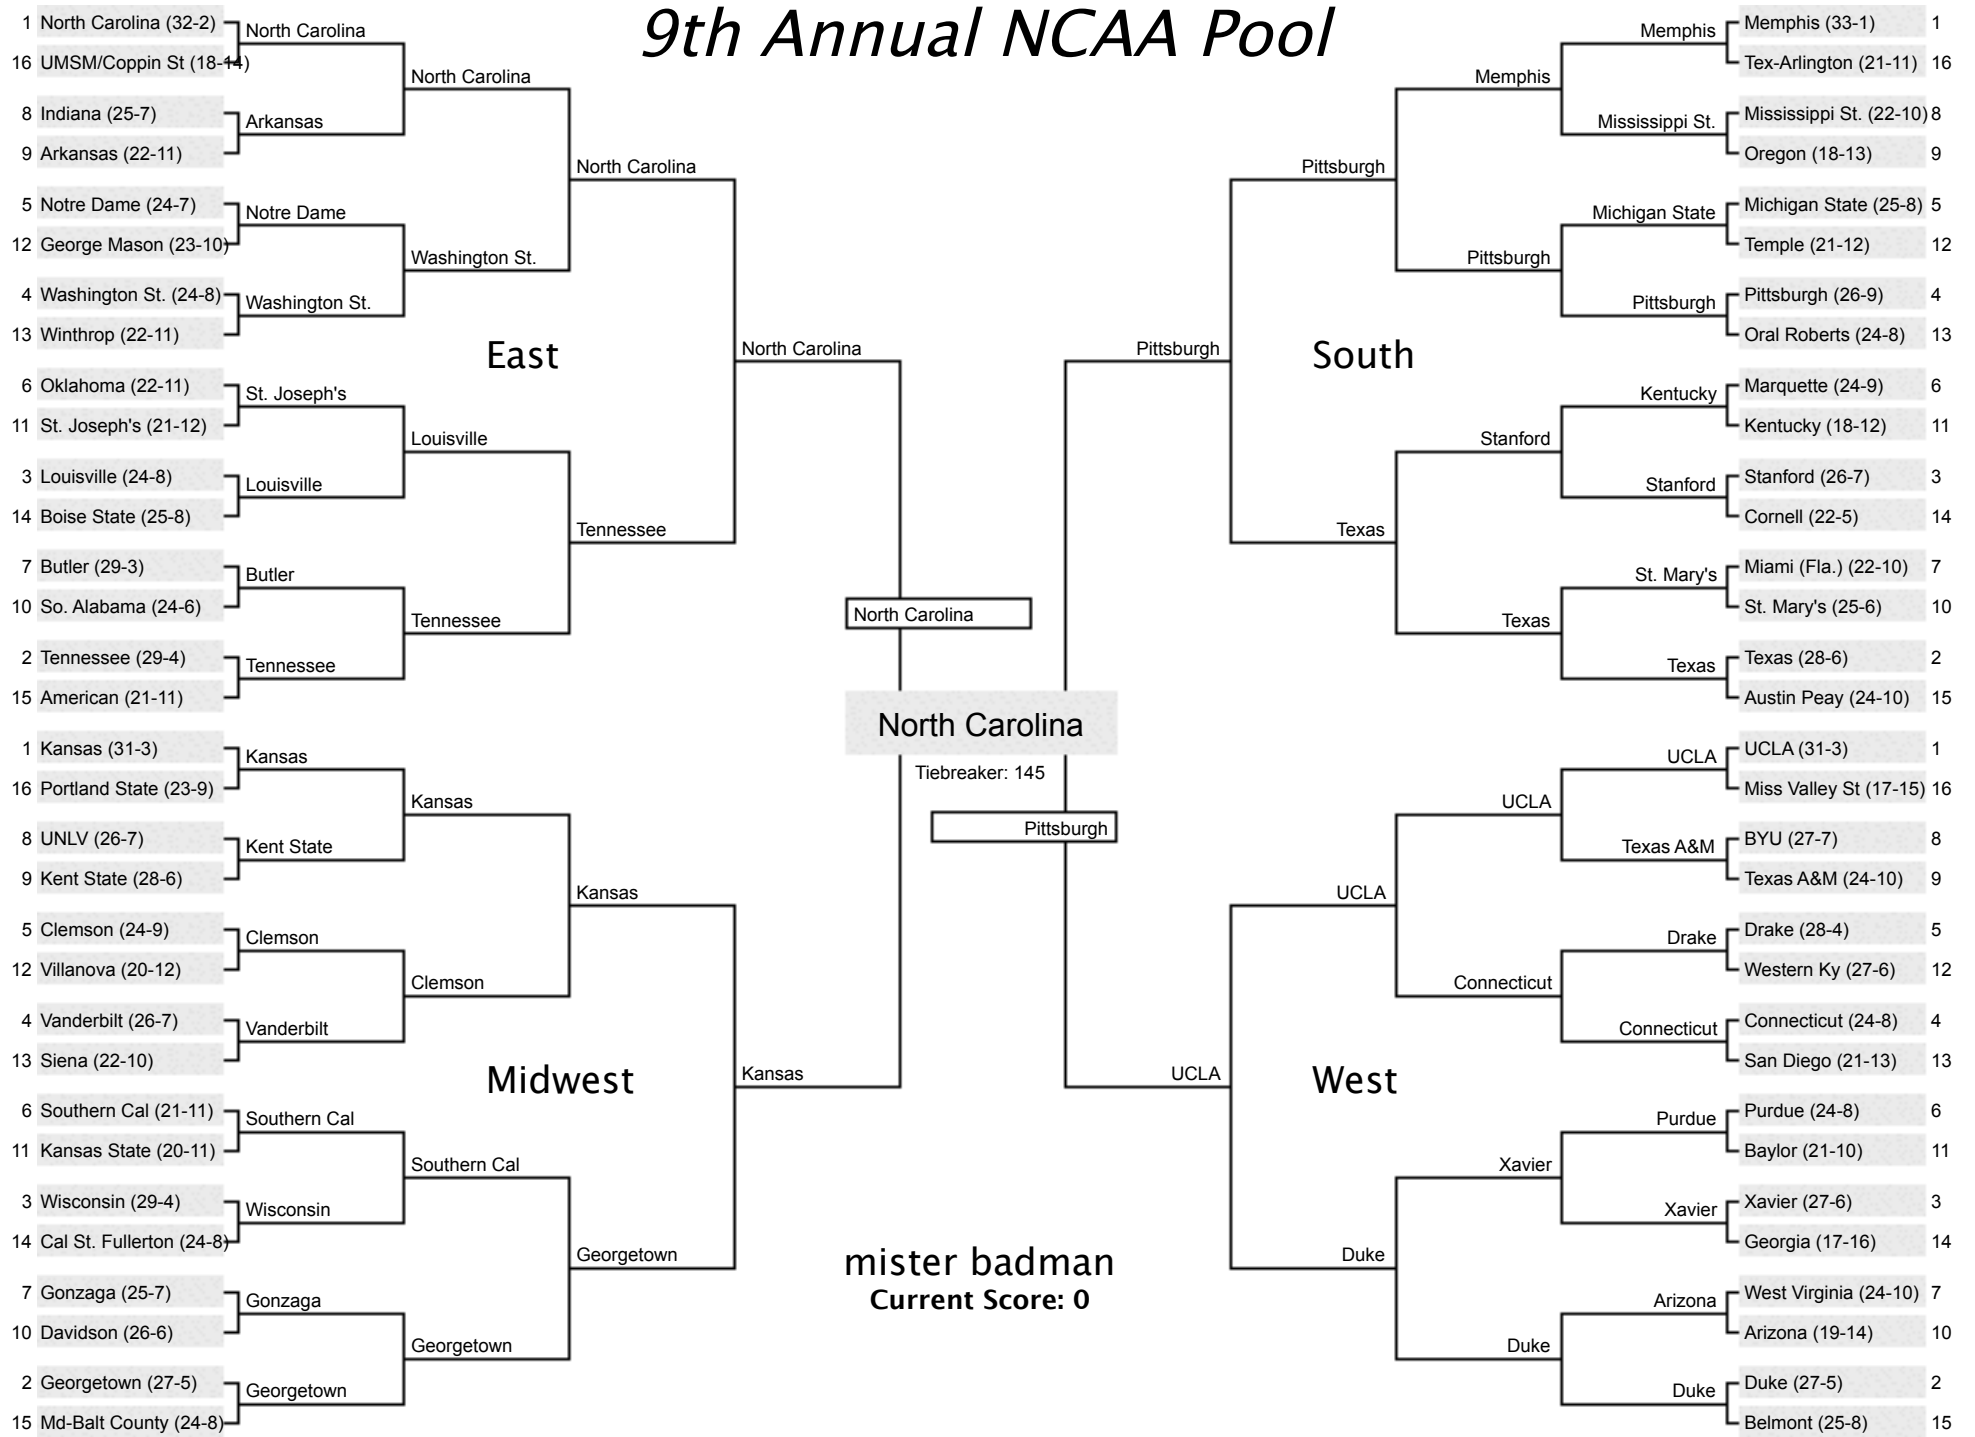 9th Annual NCAA Pool
1 North Carolina (32-2)
16 UMSM/Coppin St (18-14)
8 Indiana (25-7)
9 Arkansas (22-11)
5 Notre Dame (24-7)
12 George Mason (23-10)
4 Washington St. (24-8)
13 Winthrop (22-11)
6 Oklahoma (22-11)
11 St. Joseph's (21-12)
3 Louisville (24-8)
14 Boise State (25-8)
7 Butler (29-3)
10 So. Alabama (24-6)
2 Tennessee (29-4)
15 American (21-11)
North Carolina
Arkansas
Notre Dame
Washington St.
St. Joseph's
Louisville
Butler
Tennessee
North Carolina
Washington St.
Louisville
Tennessee
North Carolina
Tennessee
North Carolina
East
1 Kansas (31-3)
16 Portland State (23-9)
8 UNLV (26-7)
9 Kent State (28-6)
5 Clemson (24-9)
12 Villanova (20-12)
4 Vanderbilt (26-7)
13 Siena (22-10)
6 Southern Cal (21-11)
11 Kansas State (20-11)
3 Wisconsin (29-4)
14 Cal St. Fullerton (24-8)
7 Gonzaga (25-7)
10 Davidson (26-6)
2 Georgetown (27-5)
15 Md-Balt County (24-8)
Kansas
Kent State
Clemson
Vanderbilt
Southern Cal
Wisconsin
Gonzaga
Georgetown
Kansas
Clemson
Southern Cal
Georgetown
Kansas
Georgetown
Kansas
Midwest
North Carolina
North Carolina
Tiebreaker: 145
Pittsburgh
mister badman
Current Score: 0
Memphis (33-1) 1
Tex-Arlington (21-11) 16
Mississippi St. (22-10) 8
Oregon (18-13) 9
Michigan State (25-8) 5
Temple (21-12) 12
Pittsburgh (26-9) 4
Oral Roberts (24-8) 13
Marquette (24-9) 6
Kentucky (18-12) 11
Stanford (26-7) 3
Cornell (22-5) 14
Miami (Fla.) (22-10) 7
St. Mary's (25-6) 10
Texas (28-6) 2
Austin Peay (24-10) 15
Memphis
Mississippi St.
Michigan State
Pittsburgh
Kentucky
Stanford
St. Mary's
Texas
Memphis
Pittsburgh
Stanford
Texas
Pittsburgh
Texas
Pittsburgh
South
UCLA (31-3) 1
Miss Valley St (17-15) 16
BYU (27-7) 8
Texas A&M (24-10) 9
Drake (28-4) 5
Western Ky (27-6) 12
Connecticut (24-8) 4
San Diego (21-13) 13
Purdue (24-8) 6
Baylor (21-10) 11
Xavier (27-6) 3
Georgia (17-16) 14
West Virginia (24-10) 7
Arizona (19-14) 10
Duke (27-5) 2
Belmont (25-8) 15
UCLA
Texas A&M
Drake
Connecticut
Purdue
Xavier
Arizona
Duke
UCLA
Connecticut
Xavier
Duke
UCLA
Duke
UCLA
West